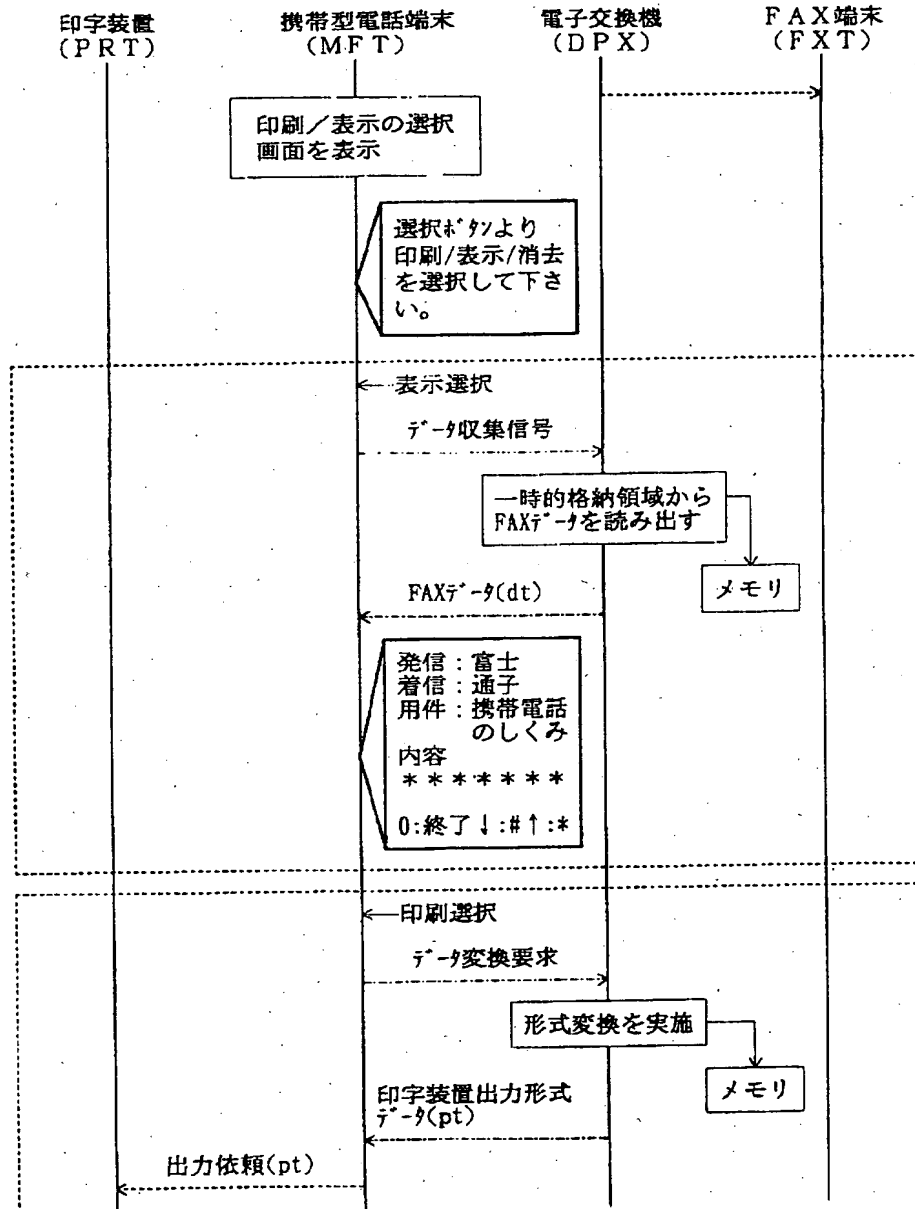 印字装置
(PRT)
携帯型電話端末
(MFT)
電子交換機
(DPX)
FAX端末
(FXT)
印刷／表示の選択
画面を表示
選択ﾎﾞﾀﾝより
印刷/表示/消去
を選択して下さ
い。
表示選択
ﾃﾞｰﾀ収集信号
一時的格納領域から
FAXﾃﾞｰﾀを読み出す
メモリ
FAXﾃﾞｰﾀ(dt)
発信：富士
着信：通子
用件：携帯電話
のしくみ
内容
＊＊＊＊＊＊＊
0:終了↓:#↑:*
印刷選択
ﾃﾞｰﾀ変換要求
形式変換を実施
メモリ
印字装置出力形式
ﾃﾞｰﾀ(pt)
出力依頼(pt)